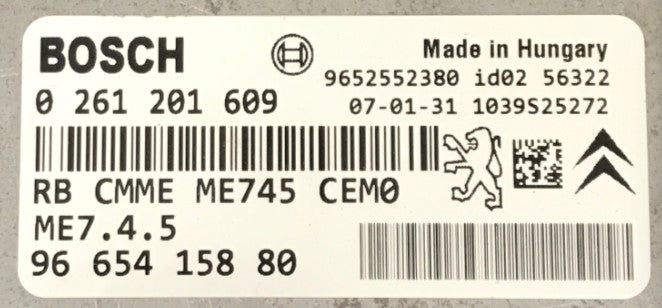 BOSCH
Made in Hungary
9652552380 id02 56322
0 261 201 609
07-01-31 1039S25272
RB CMME ME745 CEM0
ME7.4.5
96 654 158 80